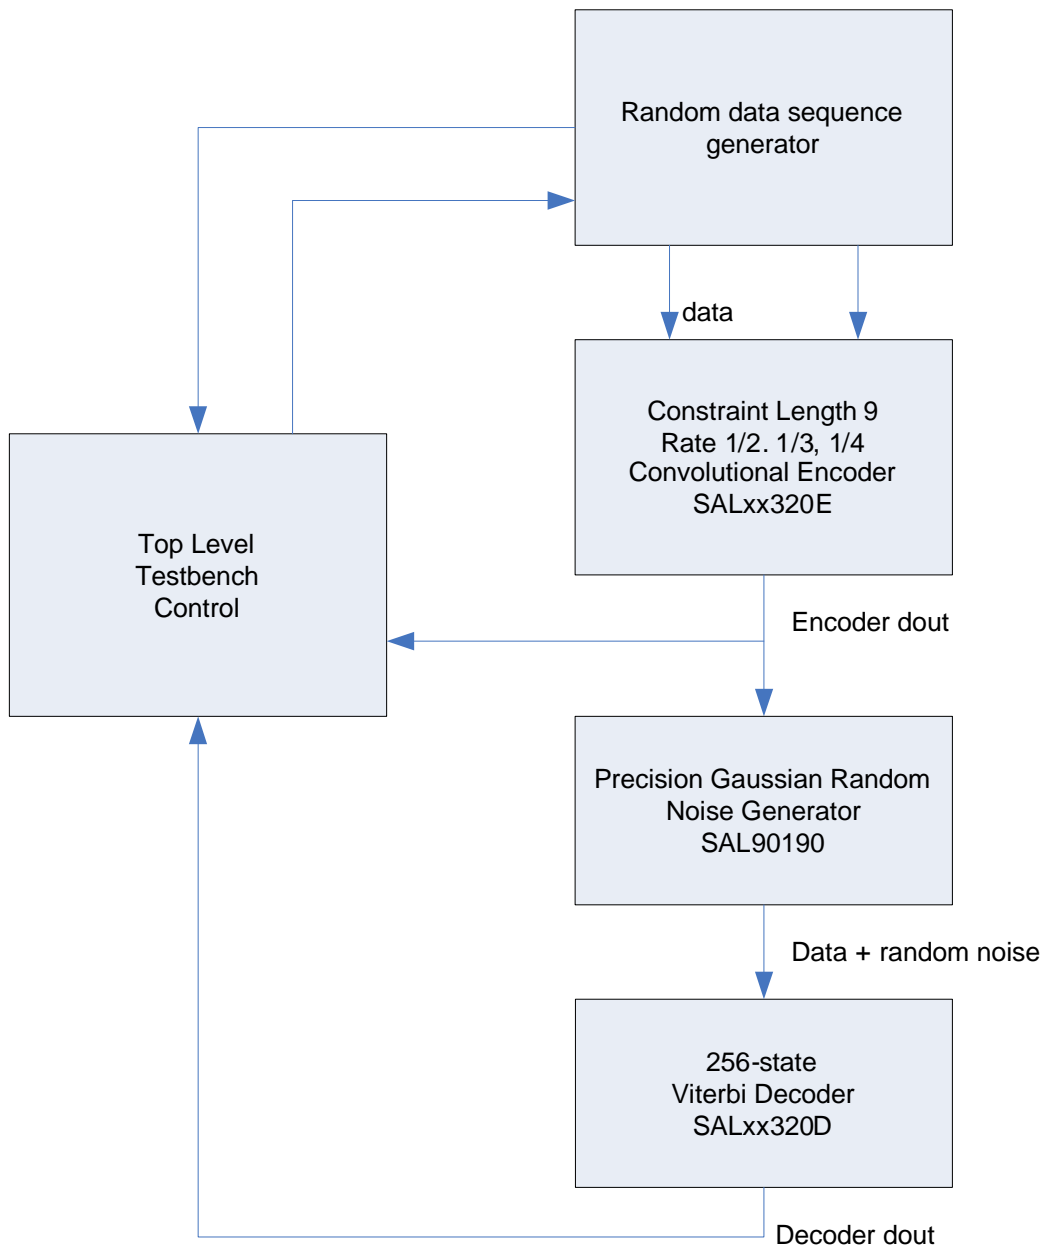 Random data sequence
generator
data
Constraint Length 9
Rate 1/2. 1/3, 1/4
Convolutional Encoder
SALxx320E
Top Level
Testbench
Control
Encoder dout
Precision Gaussian Random
Noise Generator
SAL90190
Data + random noise
256-state
Viterbi Decoder
SALxx320D
Decoder dout